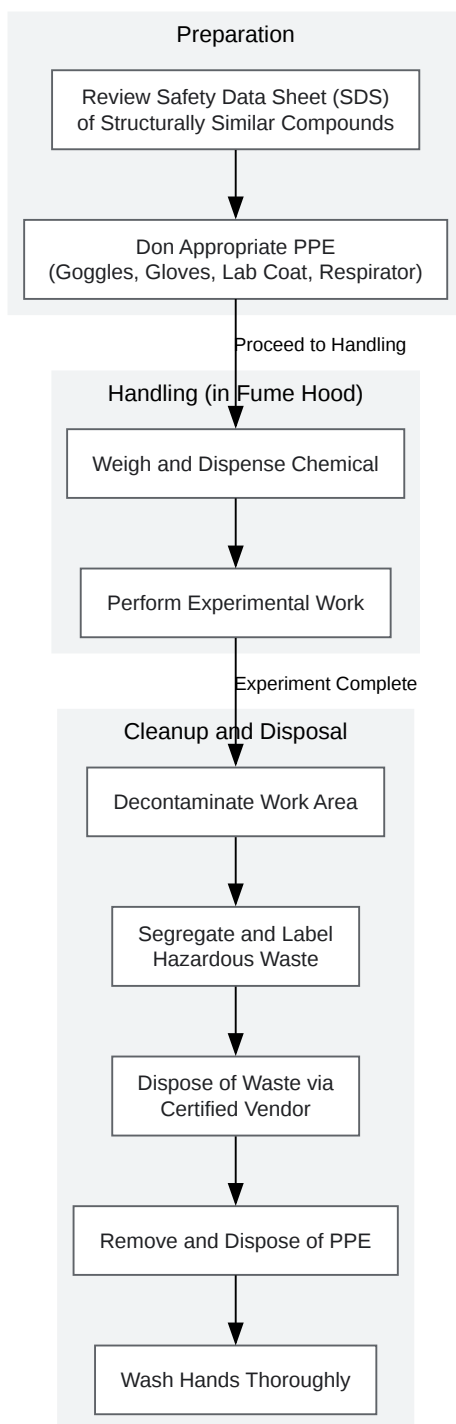 Preparation
Review Safety Data Sheet (SDS)
of Structurally Similar Compounds
Don Appropriate PPE
(Goggles, Gloves, Lab Coat, Respirator)
Proceed to Handling
Handling (in Fume Hood)
Weigh and Dispense Chemical
Perform Experimental Work
Experiment Complete
Cleanup and Disposal
Decontaminate Work Area
Segregate and Label
Hazardous Waste
Dispose of Waste via
Certified Vendor
Remove and Dispose of PPE
Wash Hands Thoroughly